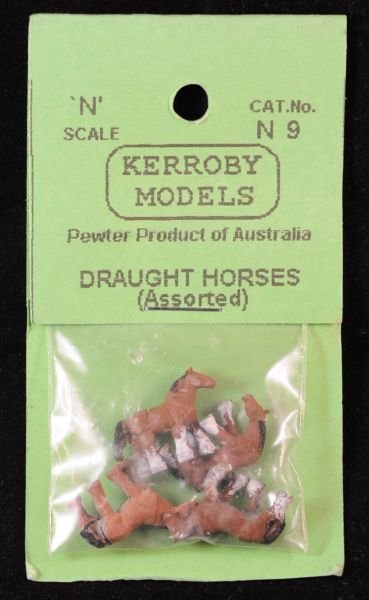 `N' CAT.No.
SCALE N 9
KERROBY
MODELS
Pewter Product of Australia
DRAUGHT HORSES
(Assorted)